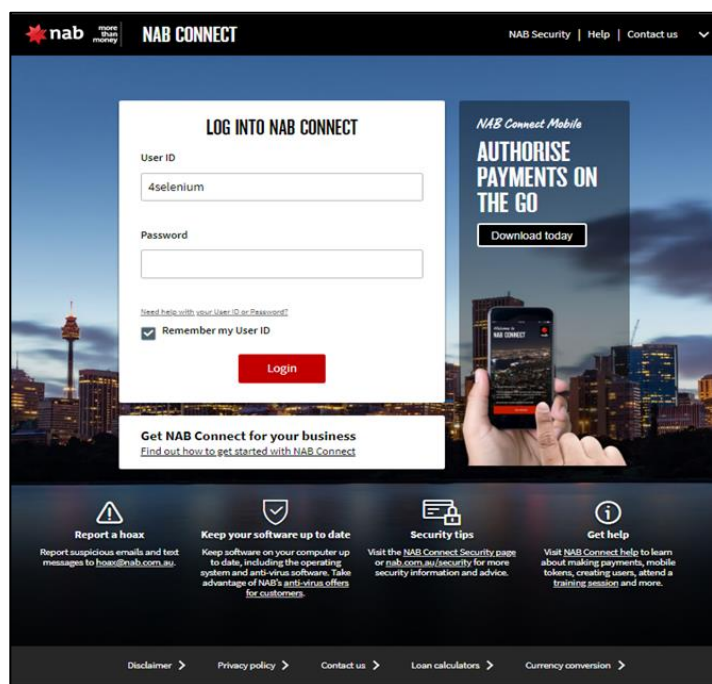 nab more than money NAB CONNECT
NAB Security | Help | Contact us
LOG INTO NAB CONNECT
User ID
4selenium
Password
Need help with your User ID or Password?
Remember my User ID
Login
NAB Connect Mobile
AUTHORISE
PAYMENTS ON
THE GO
Download today
NAB CONNECT
Get NAB Connect for your business
Find out how to get started with NAB Connect
Report a hoax
Report suspicious emails and text
messages to hoax@nab.com.au.
Keep your software up to date
Keep software on your computer up
to date, including the operating
system and anti-virus software. Take
advantage of NAB's anti-virus offers
for customers.
Security tips
Visit the NAB Connect Security page
or nab.com.au/security for more
security information and advice.
Get help
Visit NAB Connect help to learn
about making payments, mobile
tokens, creating users, attend a
training session and more.
Disclaimer
Privacy policy
Contact us
Loan calculators
Currency conversion